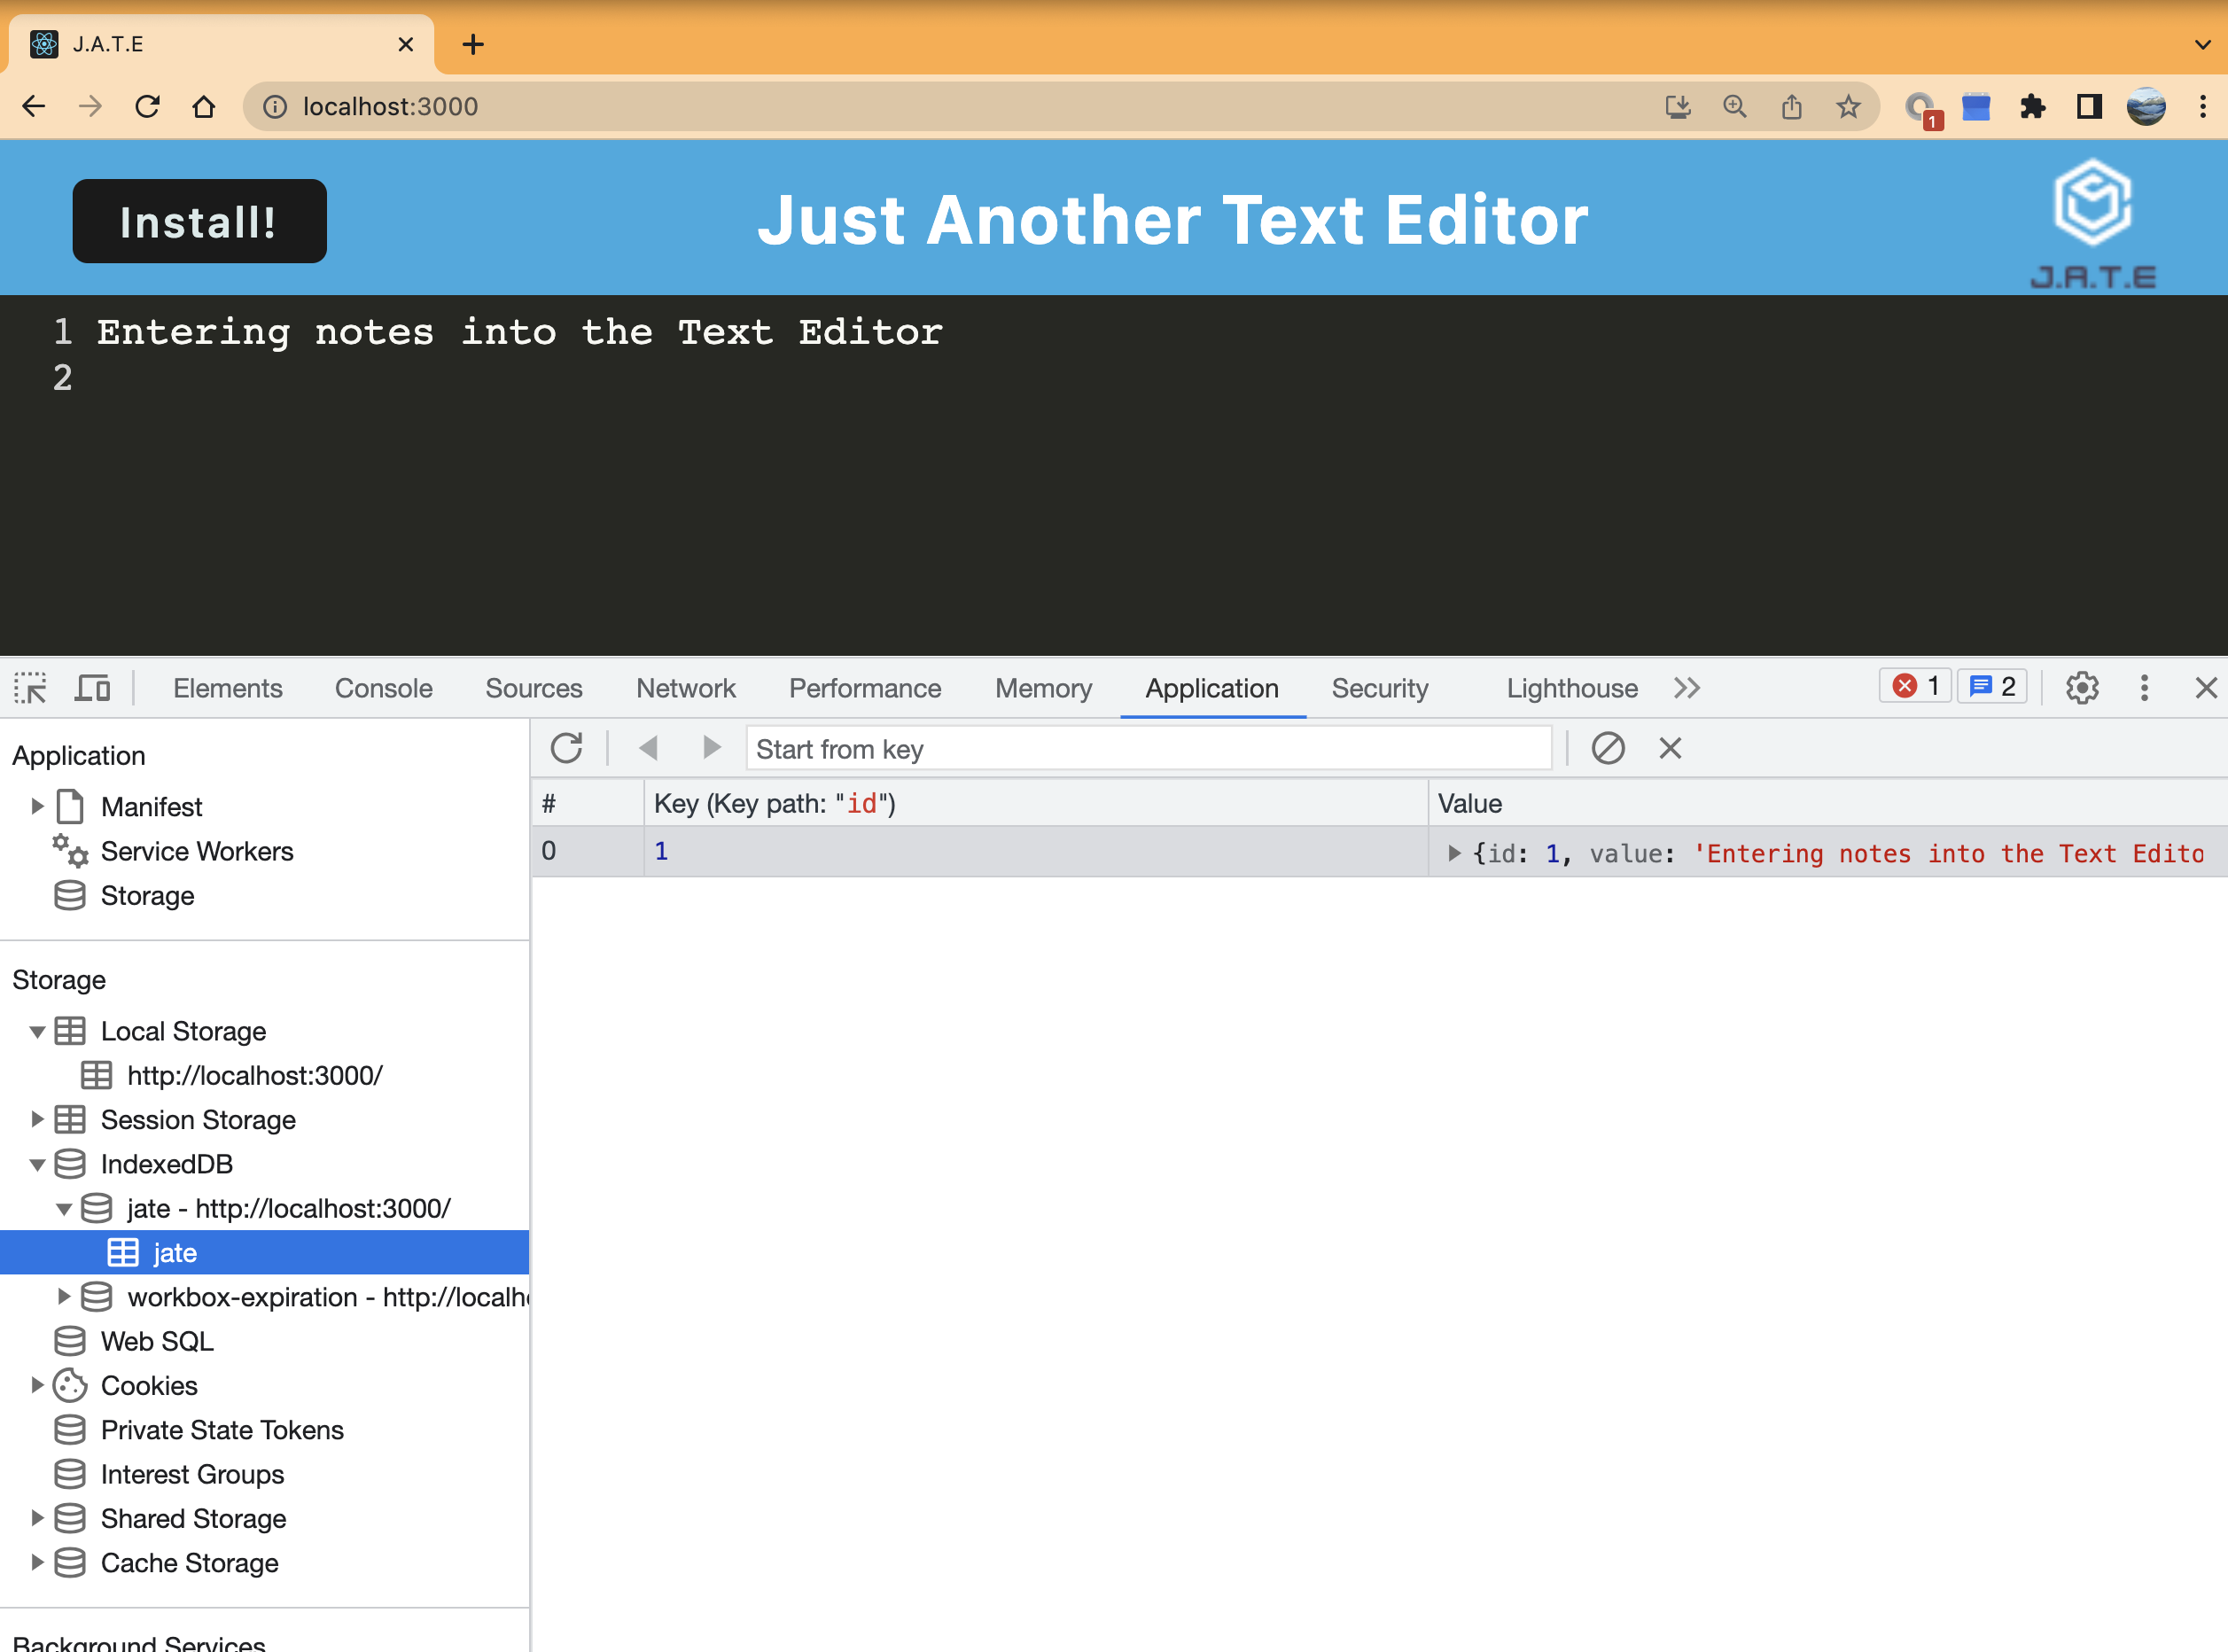 J.A.T.E
localhost:3000
1
Install!
Just Another Text Editor
J.A.T.E
1 Entering notes into the Text Editor
2
Elements Console Sources Network Performance Memory Application Security Lighthouse 1 2
Start from key
# Key (Key path: "id") Value
0 1 {id: 1, value: 'Entering notes into the Text Edito
Application
Manifest
Service Workers
Storage
Storage
Local Storage
http://localhost:3000/
Session Storage
IndexedDB
jate - http://localhost:3000/
jate
workbox-expiration - http://localh
Web SQL
Cookies
Private State Tokens
Interest Groups
Shared Storage
Cache Storage
Background Services